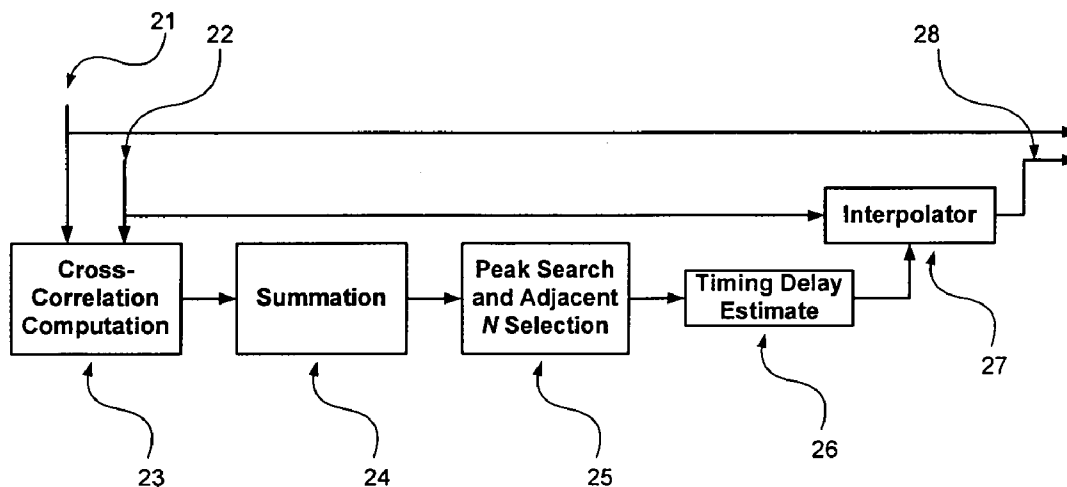 21
22
28
Interpolator
Cross-
Correlation
Computation
Summation
Peak Search
and Adjacent
N Selection
Timing Delay
Estimate
27
26
23
24
25